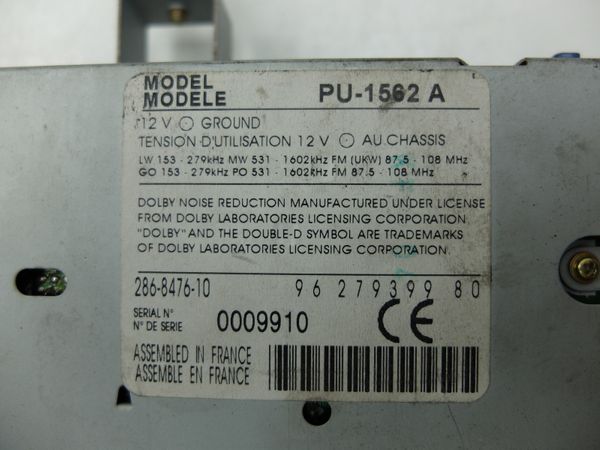 MODEL
MODELE PU-1562 A
12 V ⊖ GROUND
TENSION D'UTILISATION 12 V ⊖ AU CHASSIS
LW 153 - 279kHz MW 531 - 1602kHz FM (UKW) 87.5 - 108 MHz
GO 153 - 279kHz PO 531 - 1602kHz FM 87.5 - 108 MHz
DOLBY NOISE REDUCTION MANUFACTURED UNDER LICENSE
FROM DOLBY LABORATORIES LICENSING CORPORATION.
"DOLBY" AND THE DOUBLE-D SYMBOL ARE TRADEMARKS
OF DOLBY LABORATORIES LICENSING CORPORATION.
286-8476-10 96 279399 80
SERIAL N°
N° DE SERIE 0009910 CE
ASSEMBLED IN FRANCE
ASSEMBLE EN FRANCE